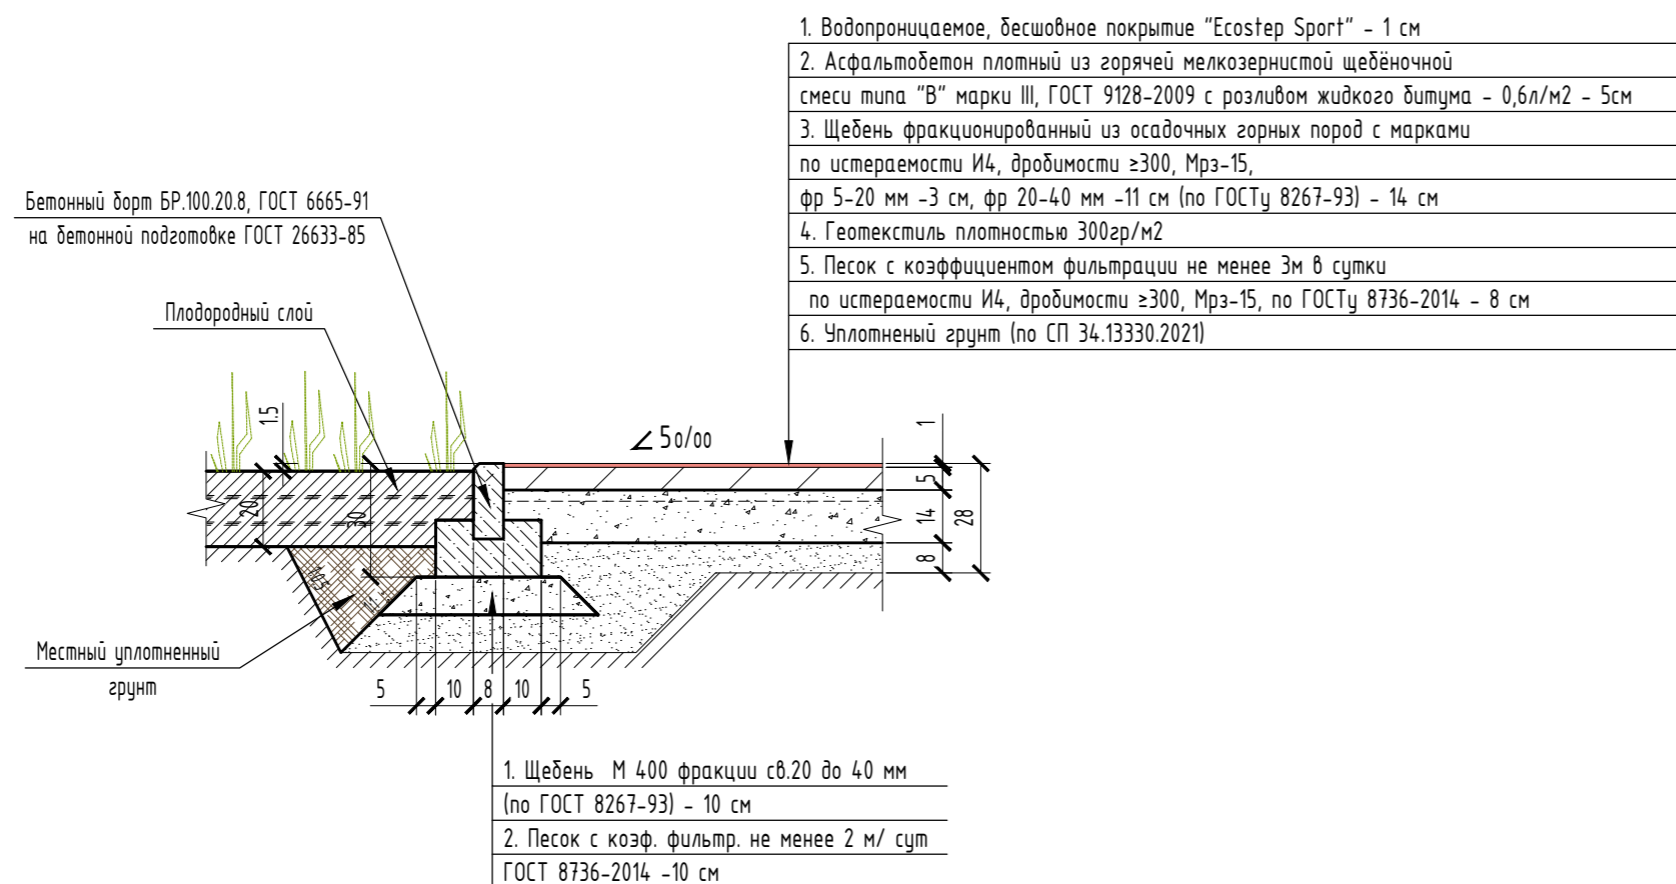 1. Водопроницаемое, бесшовное покрытие "Ecostep Sport" - 1 см
2. Асфальтобетон плотный из горячей мелкозернистой щебёночной
смеси типа "В" марки III, ГОСТ 9128-2009 с розливом жидкого битума - 0,6л/м2 - 5см
3. Щебень фракционированный из осадочных горных пород с марками
по истераемости И4, дробимости ≥300, Мрз-15,
фр 5-20 мм -3 см, фр 20-40 мм -11 см (по ГОСТу 8267-93) - 14 см
4. Геотекстиль плотностью 300гр/м2
5. Песок с коэффициентом фильтрации не менее 3м в сутки
по истераемости И4, дробимости ≥300, Мрз-15, по ГОСТу 8736-2014 - 8 см
6. Уплотненый грунт (по СП 34.13330.2021)
Бетонный борт БР.100.20.8, ГОСТ 6665-91
на бетонной подготовке ГОСТ 26633-85
Плодородный слой
1.5
∠ 5о/оо
1
20
30
5
14
28
8
Местный уплотненный
грунт
5 10 8 10 5
1. Щебень М 400 фракции св.20 до 40 мм
(по ГОСТ 8267-93) - 10 см
2. Песок с коэф. фильтр. не менее 2 м/ сут
ГОСТ 8736-2014 -10 см